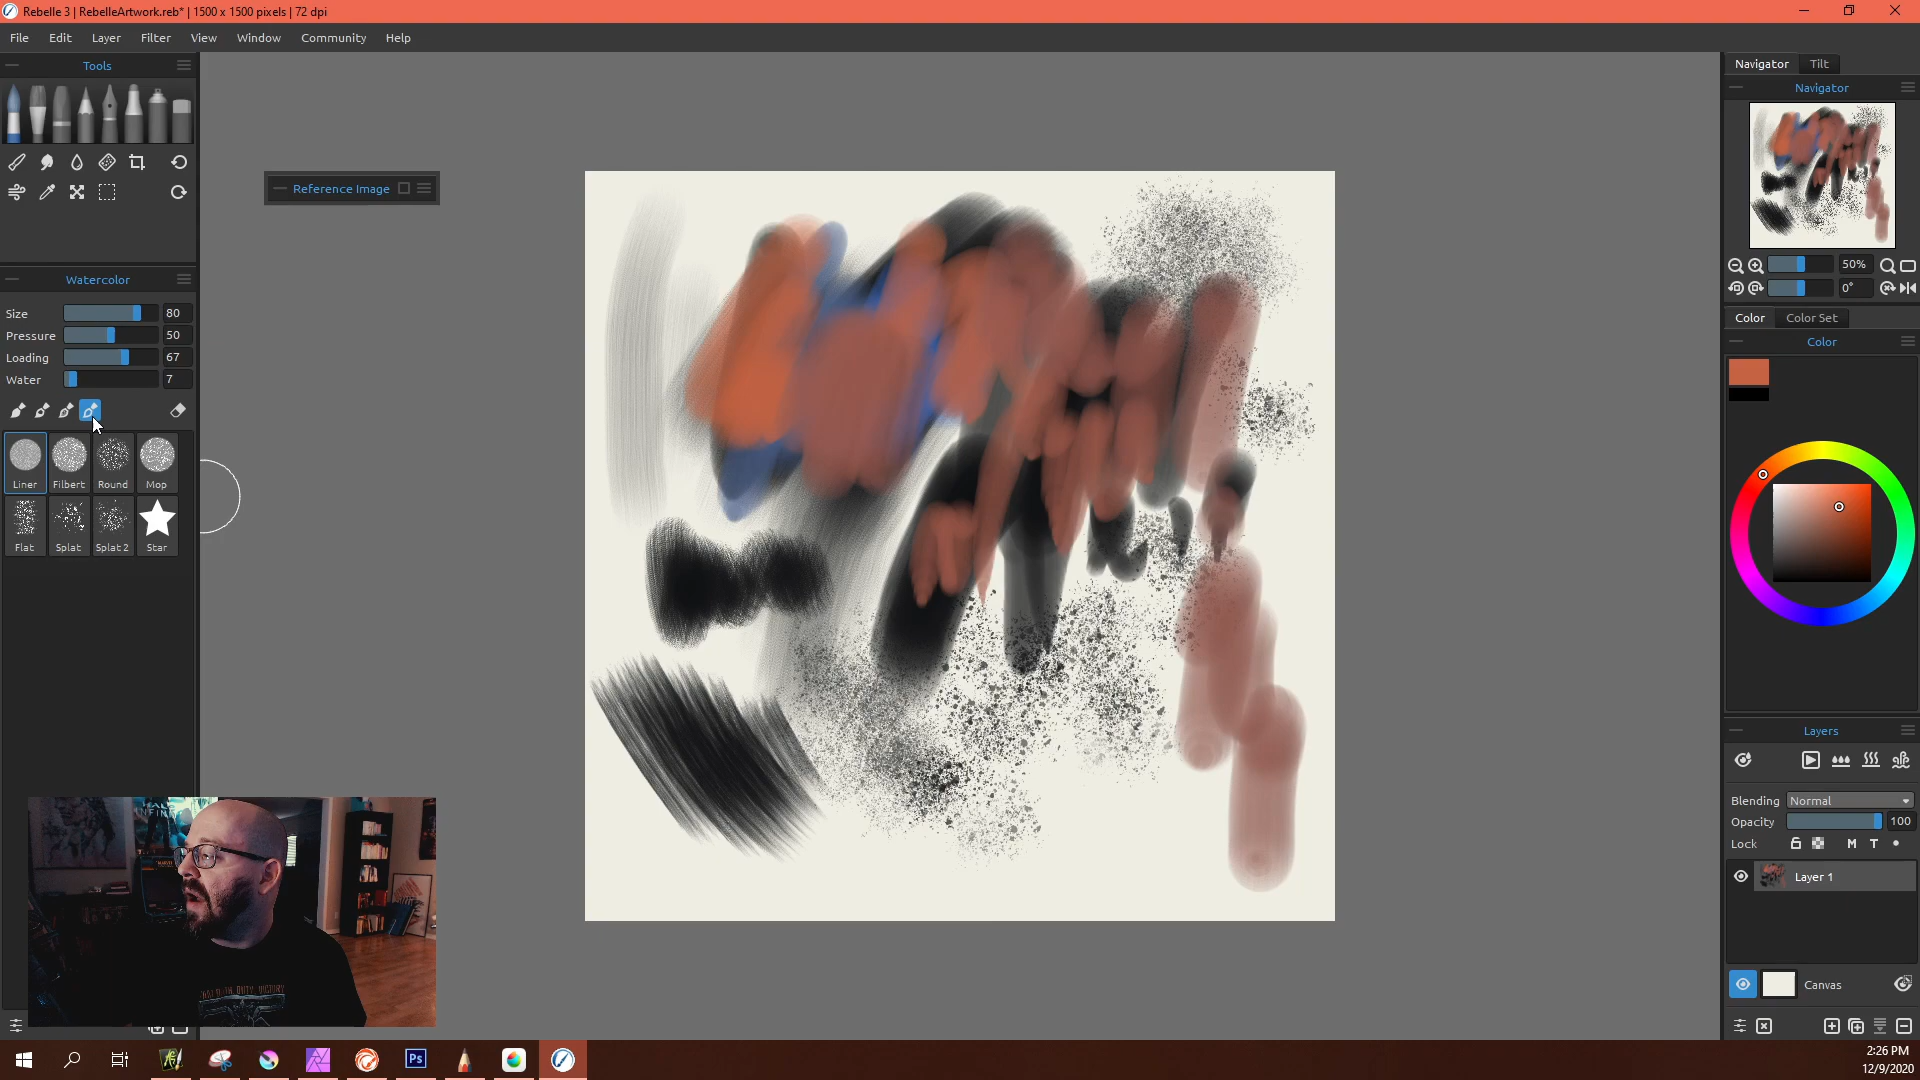 Rebelle 3 | RebelleArtwork.reb* | 1500 x 1500 pixels | 72 dpi
File Edit Layer Filter View Window Community Help
Tools
Watercolor
Size 80
Pressure 50
Loading 67
Water 7
Liner Filbert Round Mop
Flat Splat Splat 2 Star
Reference Image
Navigator Tilt
Navigator
50%
0°
Color Color Set
Color
Layers
Blending Normal
Opacity 100
Lock M T
Layer 1
Canvas
Ps
2:26 PM
12/9/2020